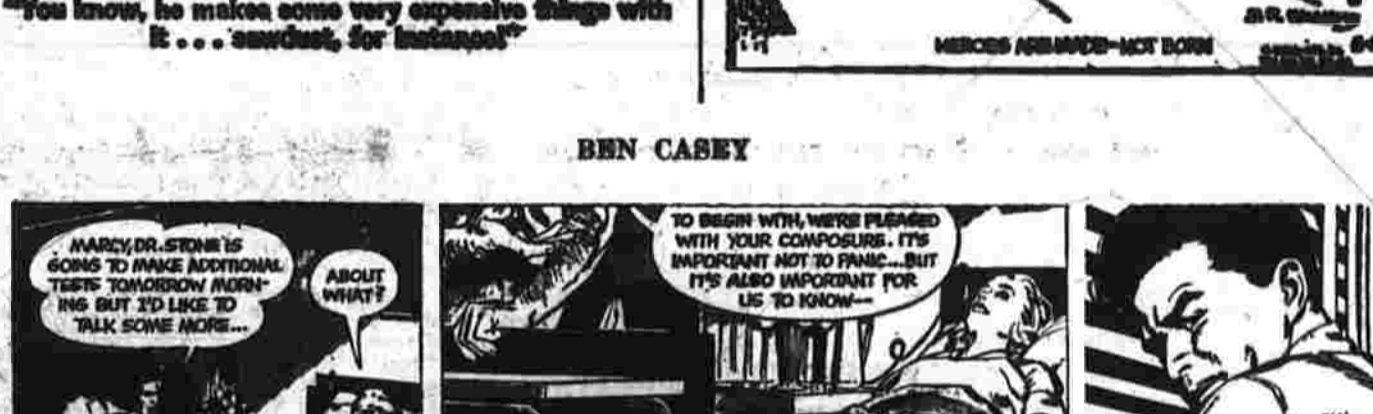 "You know, he makes some very expensive things with
it . . . sawdust, for instance!"
HEROES ARE MADE—NOT BORN
BEN CASEY
MARCY, DR. STONE IS
GOING TO MAKE ADDITIONAL
TESTS TOMORROW MORN-
ING BUT I'D LIKE TO
TALK SOME MORE...
ABOUT
WHAT?
TO BEGIN WITH, WE'RE PLEASED
WITH YOUR COMPOSURE. IT'S
IMPORTANT NOT TO PANIC...BUT
IT'S ALSO IMPORTANT FOR
US TO KNOW--